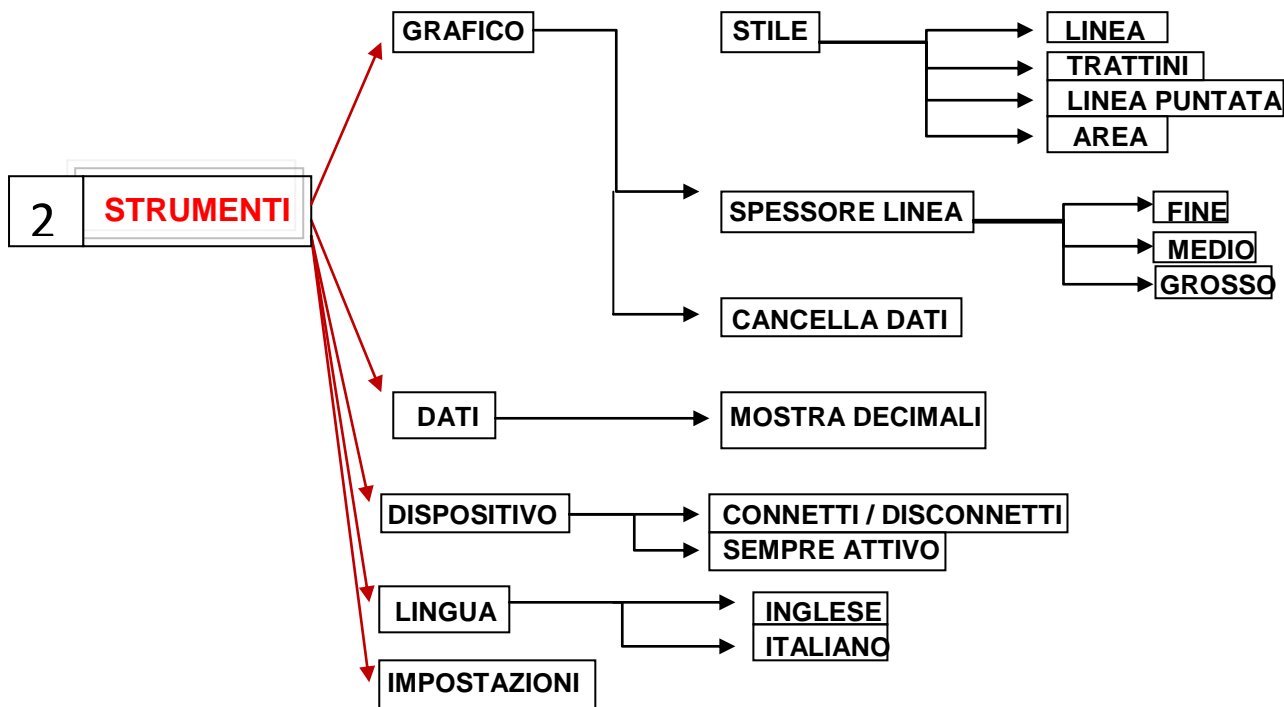 GRAFICO
STILE
LINEA
TRATTINI
LINEA PUNTATA
AREA
2
STRUMENTI
SPESSORE LINEA
FINE
MEDIO
GROSSO
CANCELLA DATI
DATI
MOSTRA DECIMALI
DISPOSITIVO
CONNETTI / DISCONNETTI
SEMPRE ATTIVO
LINGUA
INGLESE
ITALIANO
IMPOSTAZIONI